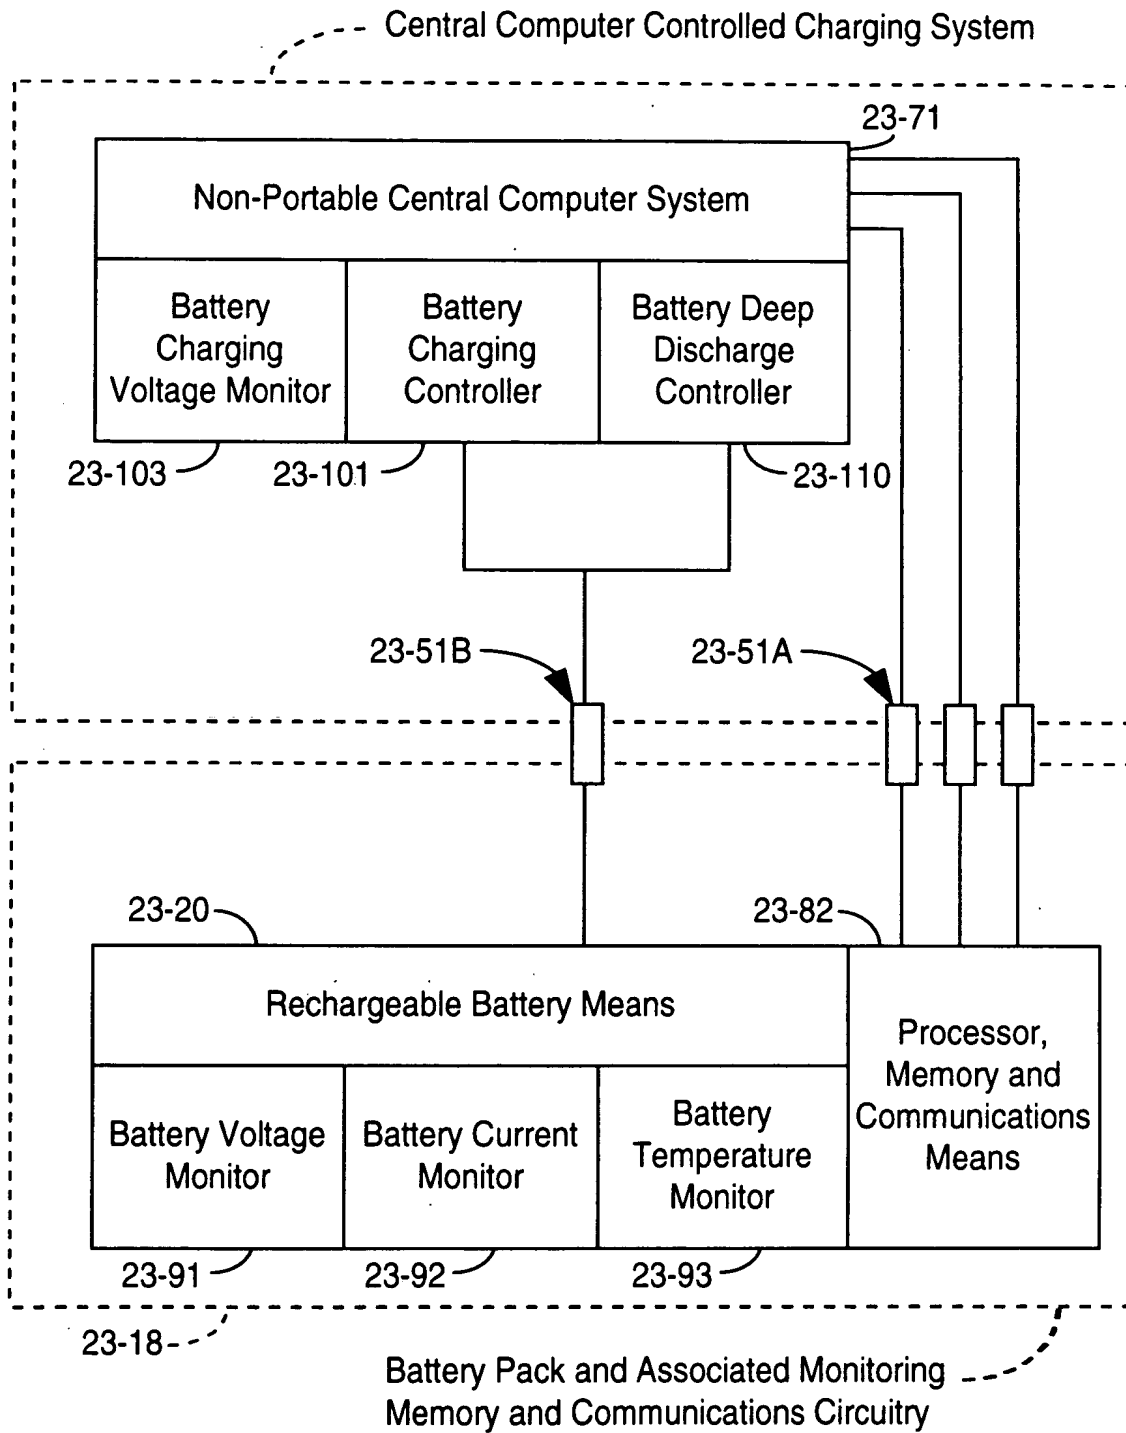 Central Computer Controlled Charging System
23-71
Non-Portable Central Computer System
Battery
Charging
Voltage Monitor
Battery
Charging
Controller
Battery Deep
Discharge
Controller
23-103
23-101
23-110
23-51B
23-51A
23-20
23-82
Rechargeable Battery Means
Processor,
Memory and
Communications
Means
Battery Voltage
Monitor
Battery Current
Monitor
Battery
Temperature
Monitor
23-91
23-92
23-93
23-18
Battery Pack and Associated Monitoring
Memory and Communications Circuitry